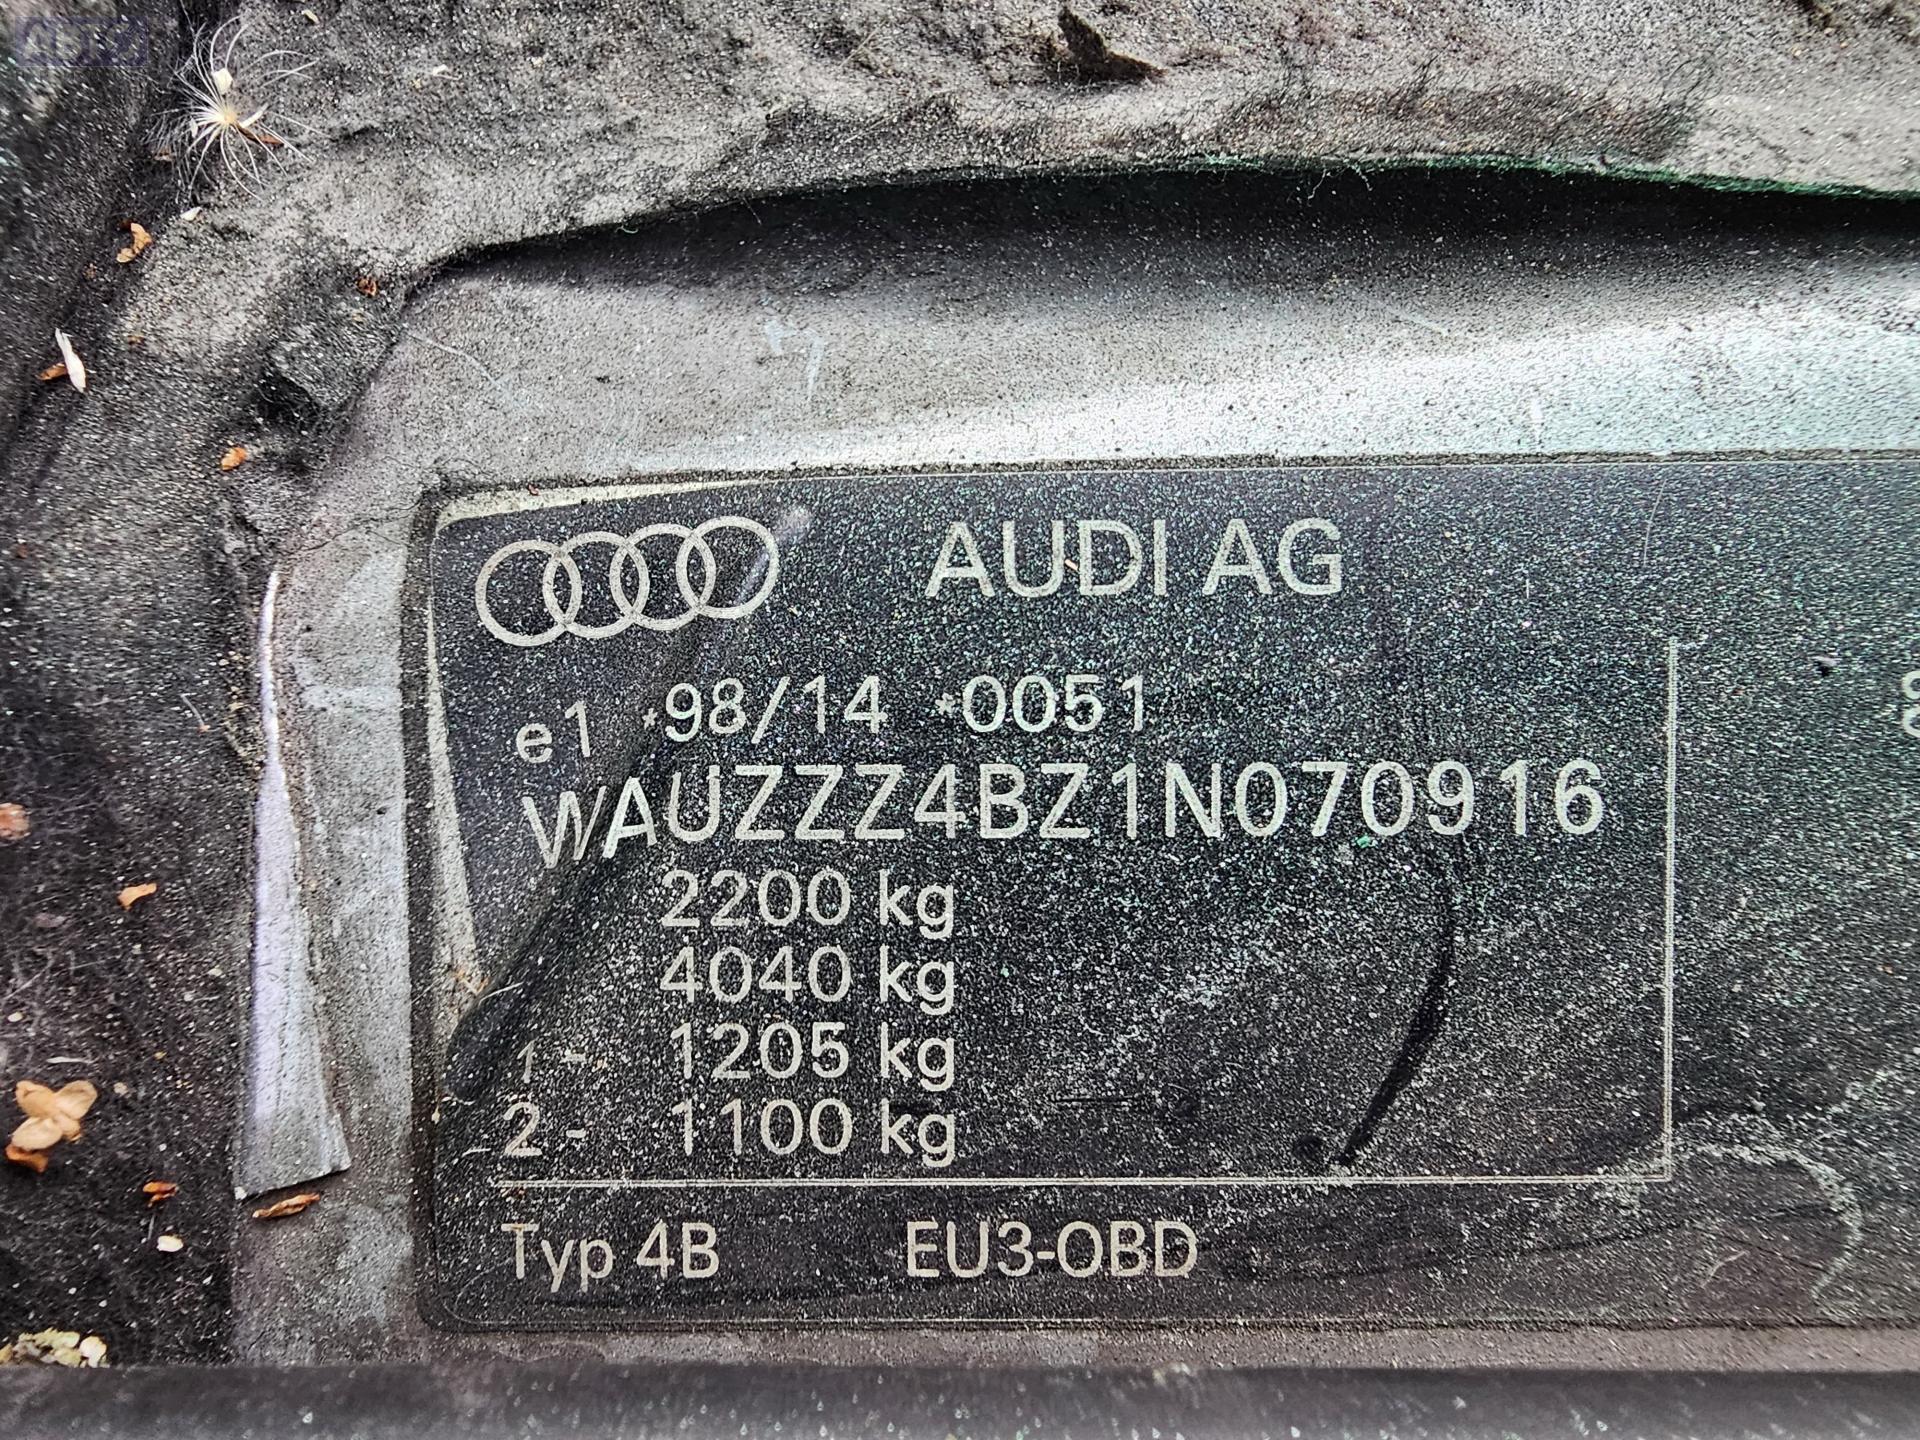 AUDI AG
e1 *98/14 *0051
WAUZZZ4BZ1N070916
2200 kg
4040 kg
1- 1205 kg
2- 1100 kg
Typ 4B EU3-OBD